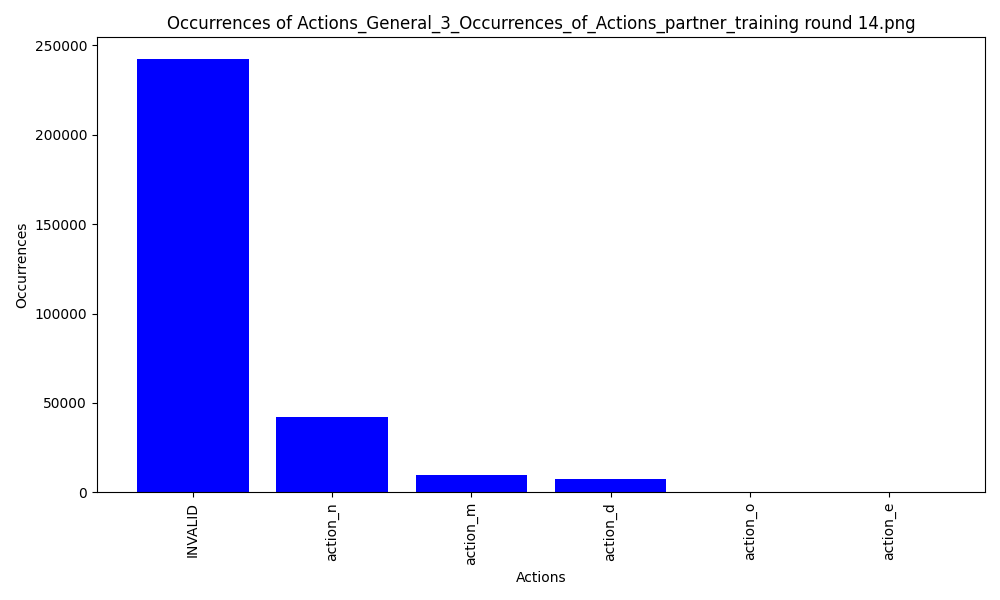 Occurrences of Actions_General_3_Occurrences_of_Actions_partner_training round 14.png
250000
200000
150000
100000
50000
0
Occurrences
INVALID
action_n
action_m
action_d
action_o
action_e
Actions